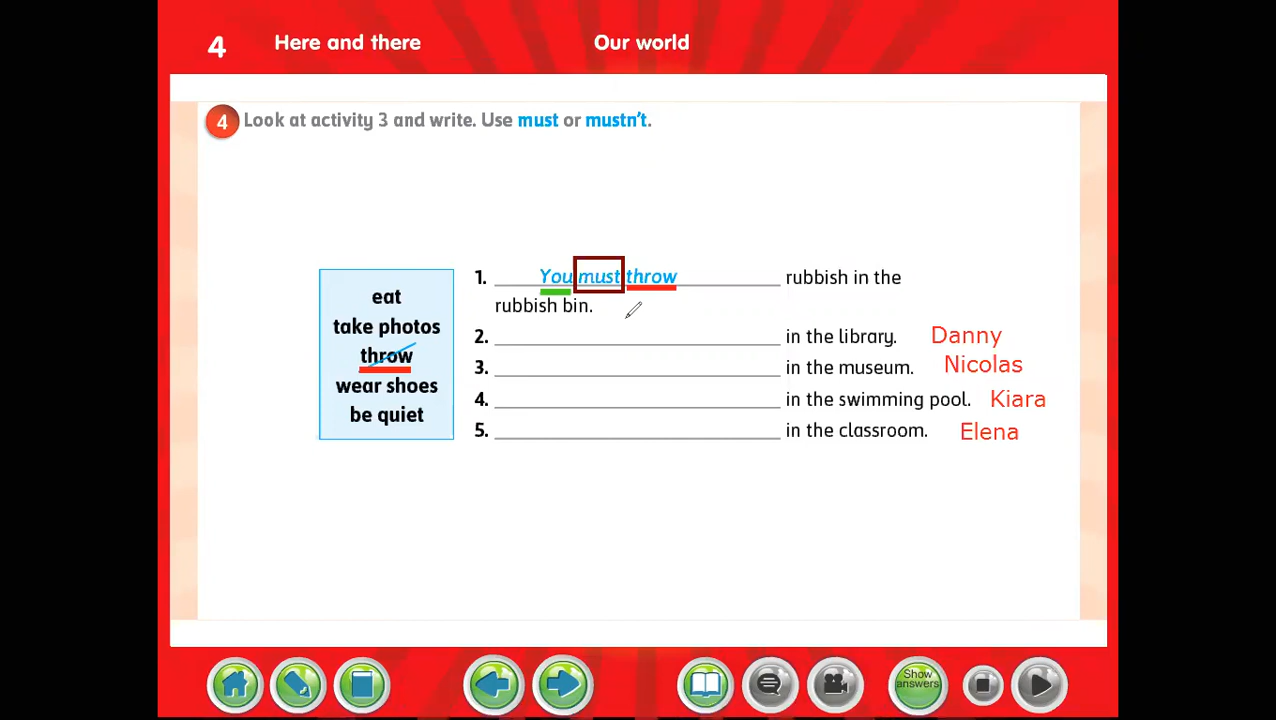 4 Here and there Our world
4 Look at activity 3 and write. Use must or mustn't.
eat
take photos
throw
wear shoes
be quiet
1. You must throw rubbish in the
rubbish bin.
2. in the library. Danny
3. in the museum. Nicolas
4. in the swimming pool. Kiara
5. in the classroom. Elena
Show
answers